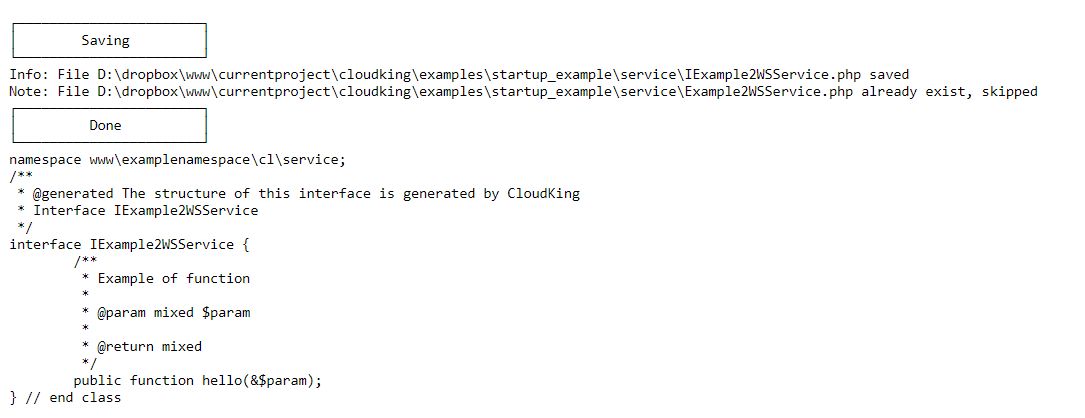 Saving
Info: File D:\dropbox\www\currentproject\cloudking\examples\startup_example\service\IExample2WSService.php saved
Note: File D:\dropbox\www\currentproject\cloudking\examples\startup_example\service\Example2WSService.php already exist, skipped
Done
namespace www\examplenamespace\cl\service;
/**
 * @generated The structure of this interface is generated by CloudKing
 * Interface IExample2WSService
 */
interface IExample2WSService {
        /**
         * Example of function
         *
         * @param mixed $param
         *
         * @return mixed
         */
        public function hello(&$param);
} // end class